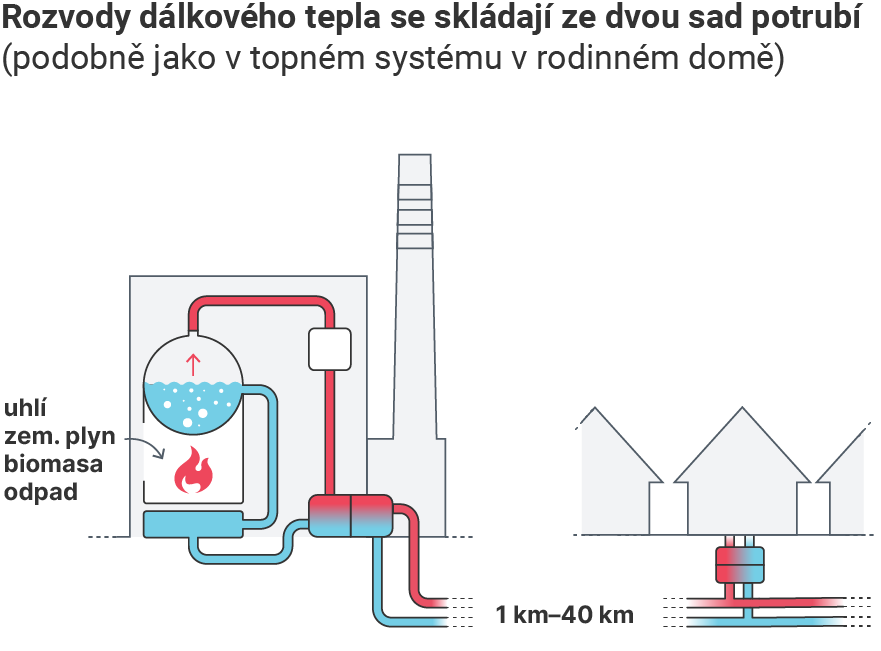 Rozvody dálkového tepla se skládají ze dvou sad potrubí
(podobně jako v topném systému v rodinném domě)
uhlí
zem. plyn
biomasa
odpad
1 km–40 km